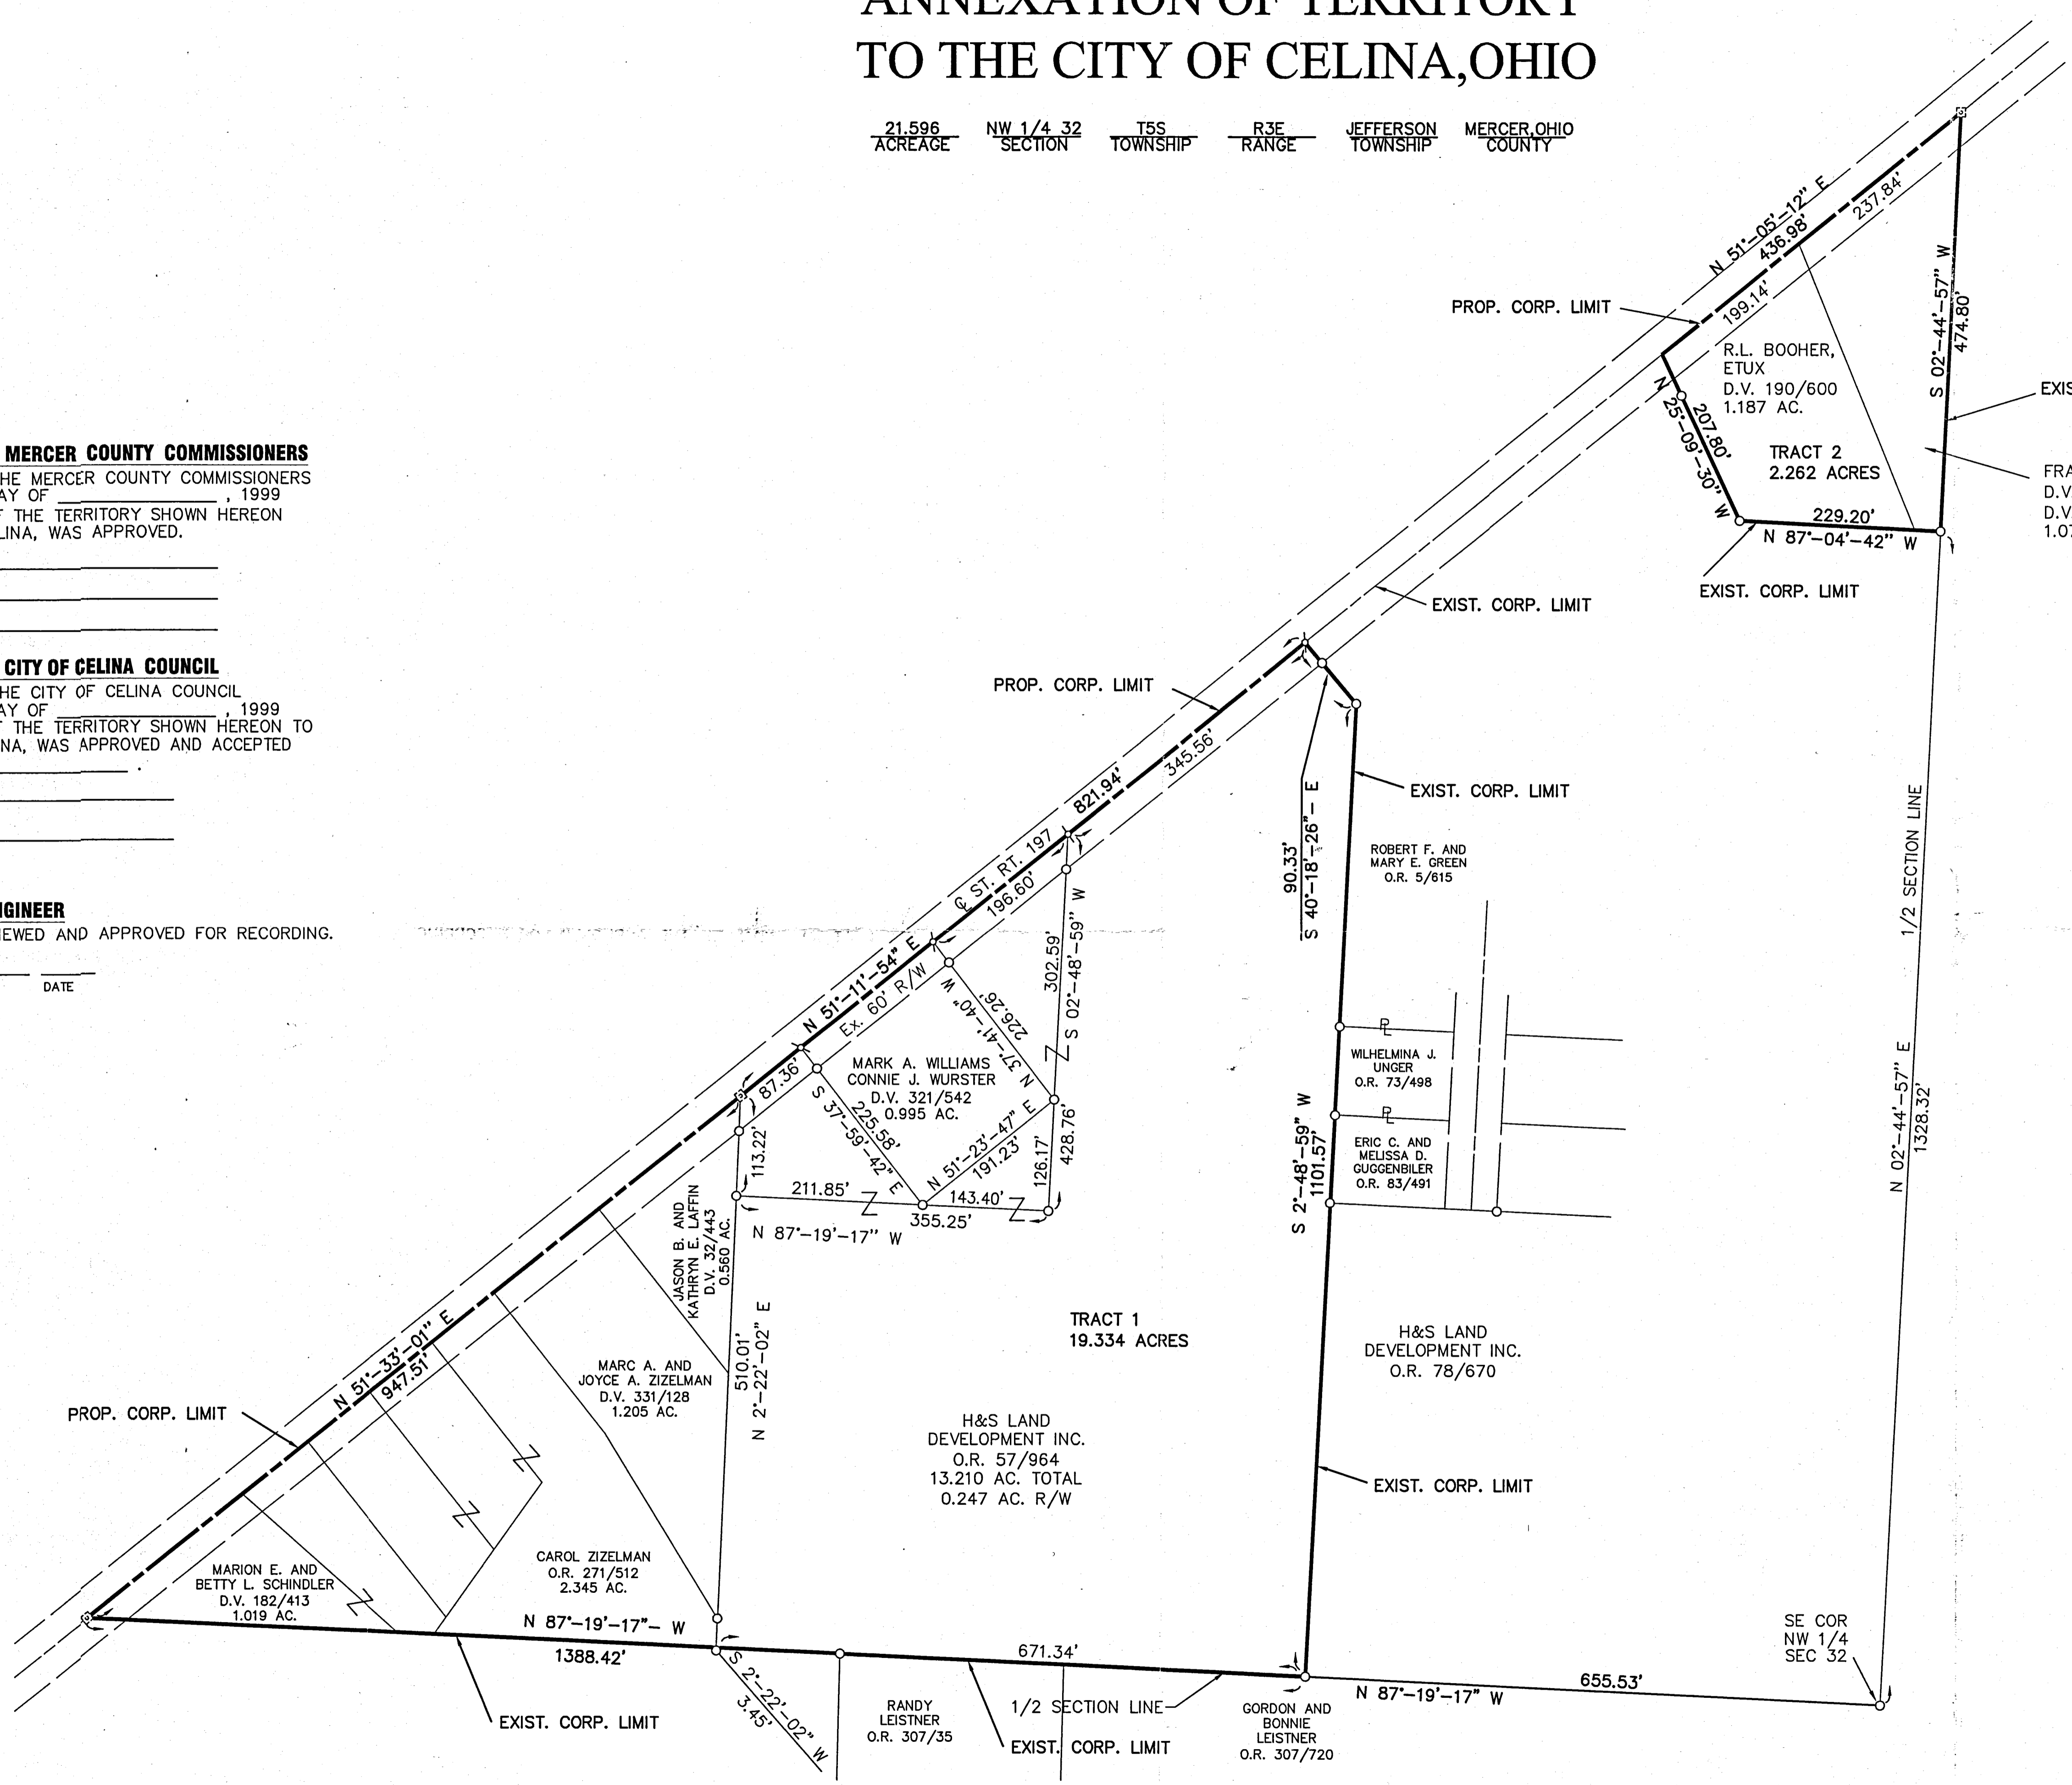 ANNEXATION OF TERRITORY
TO THE CITY OF CELINA,OHIO
21.596 NW 1/4 32 T5S R3E JEFFERSON MERCER,OHIO
ACREAGE SECTION TOWNSHIP RANGE TOWNSHIP COUNTY
MERCER COUNTY COMMISSIONERS
HE MERCER COUNTY COMMISSIONERS
AY OF , 1999
THE TERRITORY SHOWN HEREON
LINA, WAS APPROVED.
CITY OF CELINA COUNCIL
HE CITY OF CELINA COUNCIL
AY OF , 1999
THE TERRITORY SHOWN HEREON TO
NA, WAS APPROVED AND ACCEPTED
.
NGINEER
IEWED AND APPROVED FOR RECORDING.
DATE
N 51°-05'-12" E
436.98'
237.84'
199.14'
PROP. CORP. LIMIT
S 02°-44'-57" W
474.80'
R.L. BOOHER,
ETUX
D.V. 190/600
1.187 AC.
TRACT 2
2.262 ACRES
N 25°-09'-30" W
207.80'
229.20'
N 87°-04'-42" W
EXIS
FRA
D.V
D.V
1.07
EXIST. CORP. LIMIT
EXIST. CORP. LIMIT
PROP. CORP. LIMIT
821.94'
345.56'
90.33'
S 40°-18'-26"- E
EXIST. CORP. LIMIT
ROBERT F. AND
MARY E. GREEN
O.R. 5/615
1/2 SECTION LINE
℄ ST. RT. 197
196.60'
N 51°-11'-54" E
Ex. 60' R/W
87.36'
302.59'
S 02°-48'-59" W
N 37°-41'-40" W
226.26'
MARK A. WILLIAMS
CONNIE J. WURSTER
D.V. 321/542
0.995 AC.
225.58'
S 37°-59'-42" E
N 51°-23'-47" E
191.23'
126.17'
428.76'
113.22'
211.85'
143.40'
355.25'
N 87°-19'-17" W
PL
WILHELMINA J.
UNGER
O.R. 73/498
PL
ERIC C. AND
MELISSA D.
GUGGENBILER
O.R. 83/491
S 2°-48'-59" W
1101.57'
N 02°-44'-57" E
1328.32'
JASON B. AND
KATHRYN E. LAFFIN
D.V. 32/443
0.560 AC.
510.01'
N 2°-22'-02" E
TRACT 1
19.334 ACRES
H&S LAND
DEVELOPMENT INC.
O.R. 78/670
N 51°-33'-01" E
947.51'
PROP. CORP. LIMIT
MARC A. AND
JOYCE A. ZIZELMAN
D.V. 331/128
1.205 AC.
H&S LAND
DEVELOPMENT INC.
O.R. 57/964
13.210 AC. TOTAL
0.247 AC. R/W
EXIST. CORP. LIMIT
CAROL ZIZELMAN
O.R. 271/512
2.345 AC.
MARION E. AND
BETTY L. SCHINDLER
D.V. 182/413
1.019 AC.
N 87°-19'-17"- W
1388.42'
671.34'
SE COR
NW 1/4
SEC 32
655.53'
N 87°-19'-17" W
S 2°-22'-02" W
3.45'
EXIST. CORP. LIMIT
RANDY
LEISTNER
O.R. 307/35
1/2 SECTION LINE
EXIST. CORP. LIMIT
GORDON AND
BONNIE
LEISTNER
O.R. 307/720